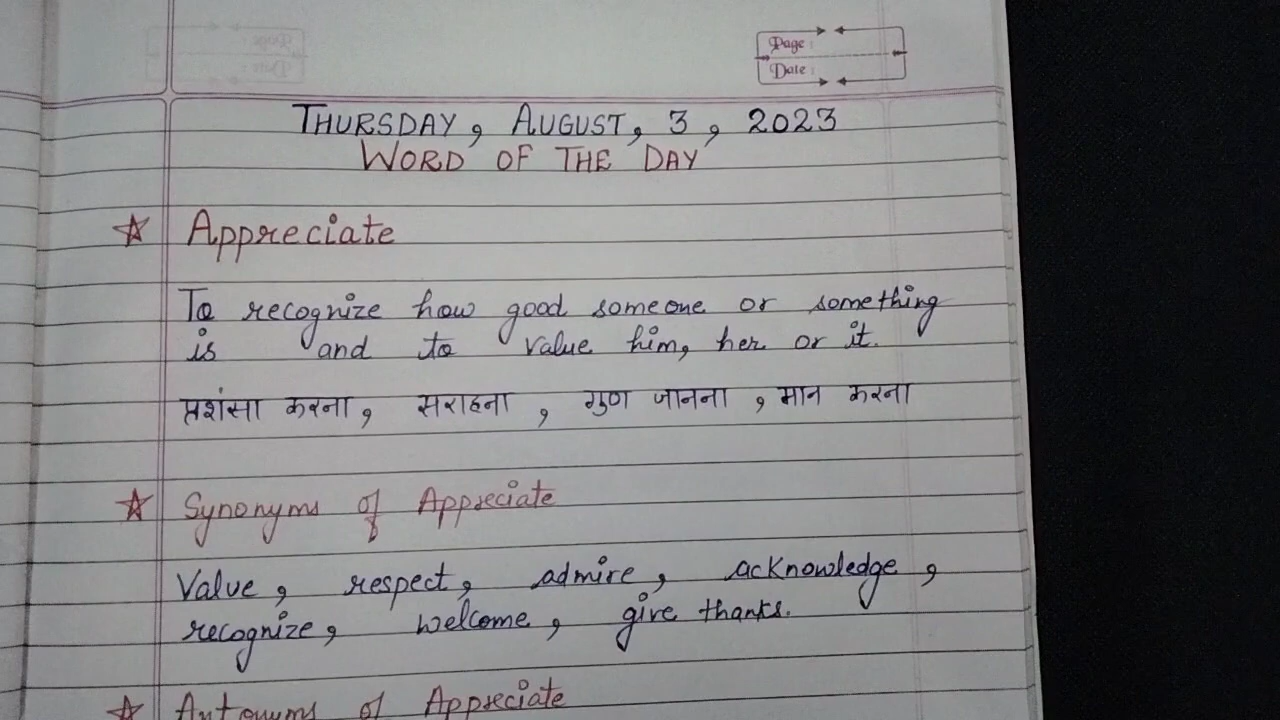 Page :
Date :
THURSDAY, AUGUST, 3, 2023
WORD OF THE DAY
☆ Appreciate
To recognize how good someone or something
is and to value him, her or it.
प्रशंसा करना, सराहना, गुण जानना, मान करना
☆ Synonyms of Appreciate
Value, respect, admire, acknowledge,
recognize, welcome, give thanks.
☆ Antonyms of Appreciate